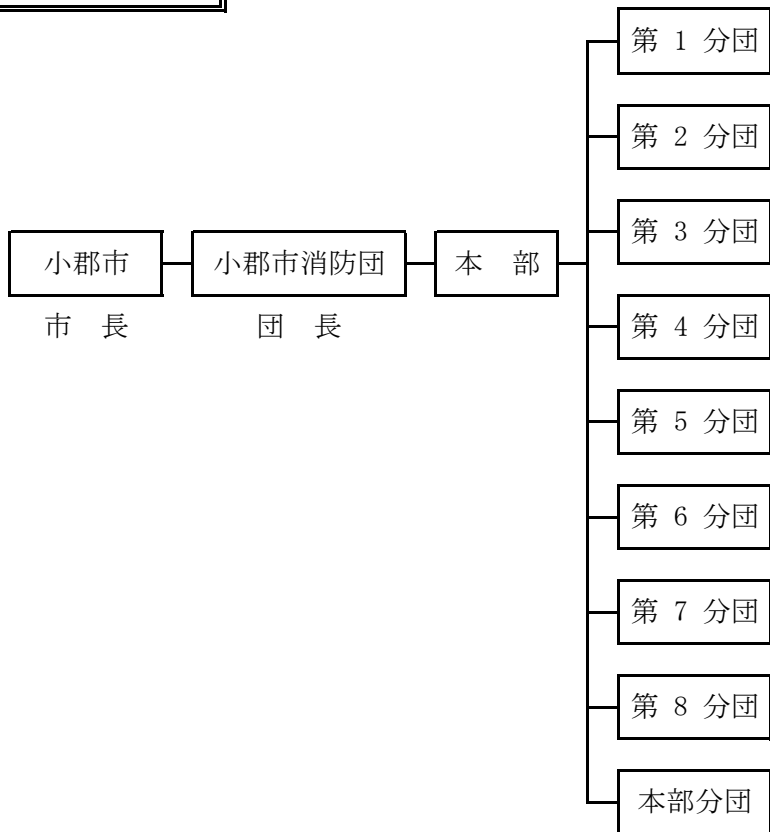 第 1 分団
第 2 分団
第 3 分団
小郡市 小郡市消防団 本 部
市 長 団 長
第 4 分団
第 5 分団
第 6 分団
第 7 分団
第 8 分団
本部分団